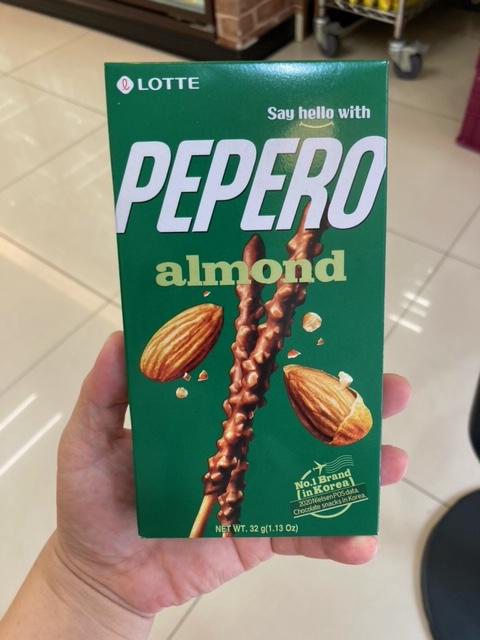 LOTTE
Say hello with
PEPERO
almond
No.1 Brand
in Korea
2020 Nielsen POS data,
Chocolate snacks in Korea.
NET WT. 32 g(1.13 Oz)